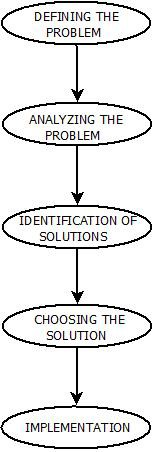 DEFINING THE
PROBLEM
ANALYZING THE
PROBLEM
IDENTIFICATION OF
SOLUTIONS
CHOOSING THE
SOLUTION
IMPLEMENTATION